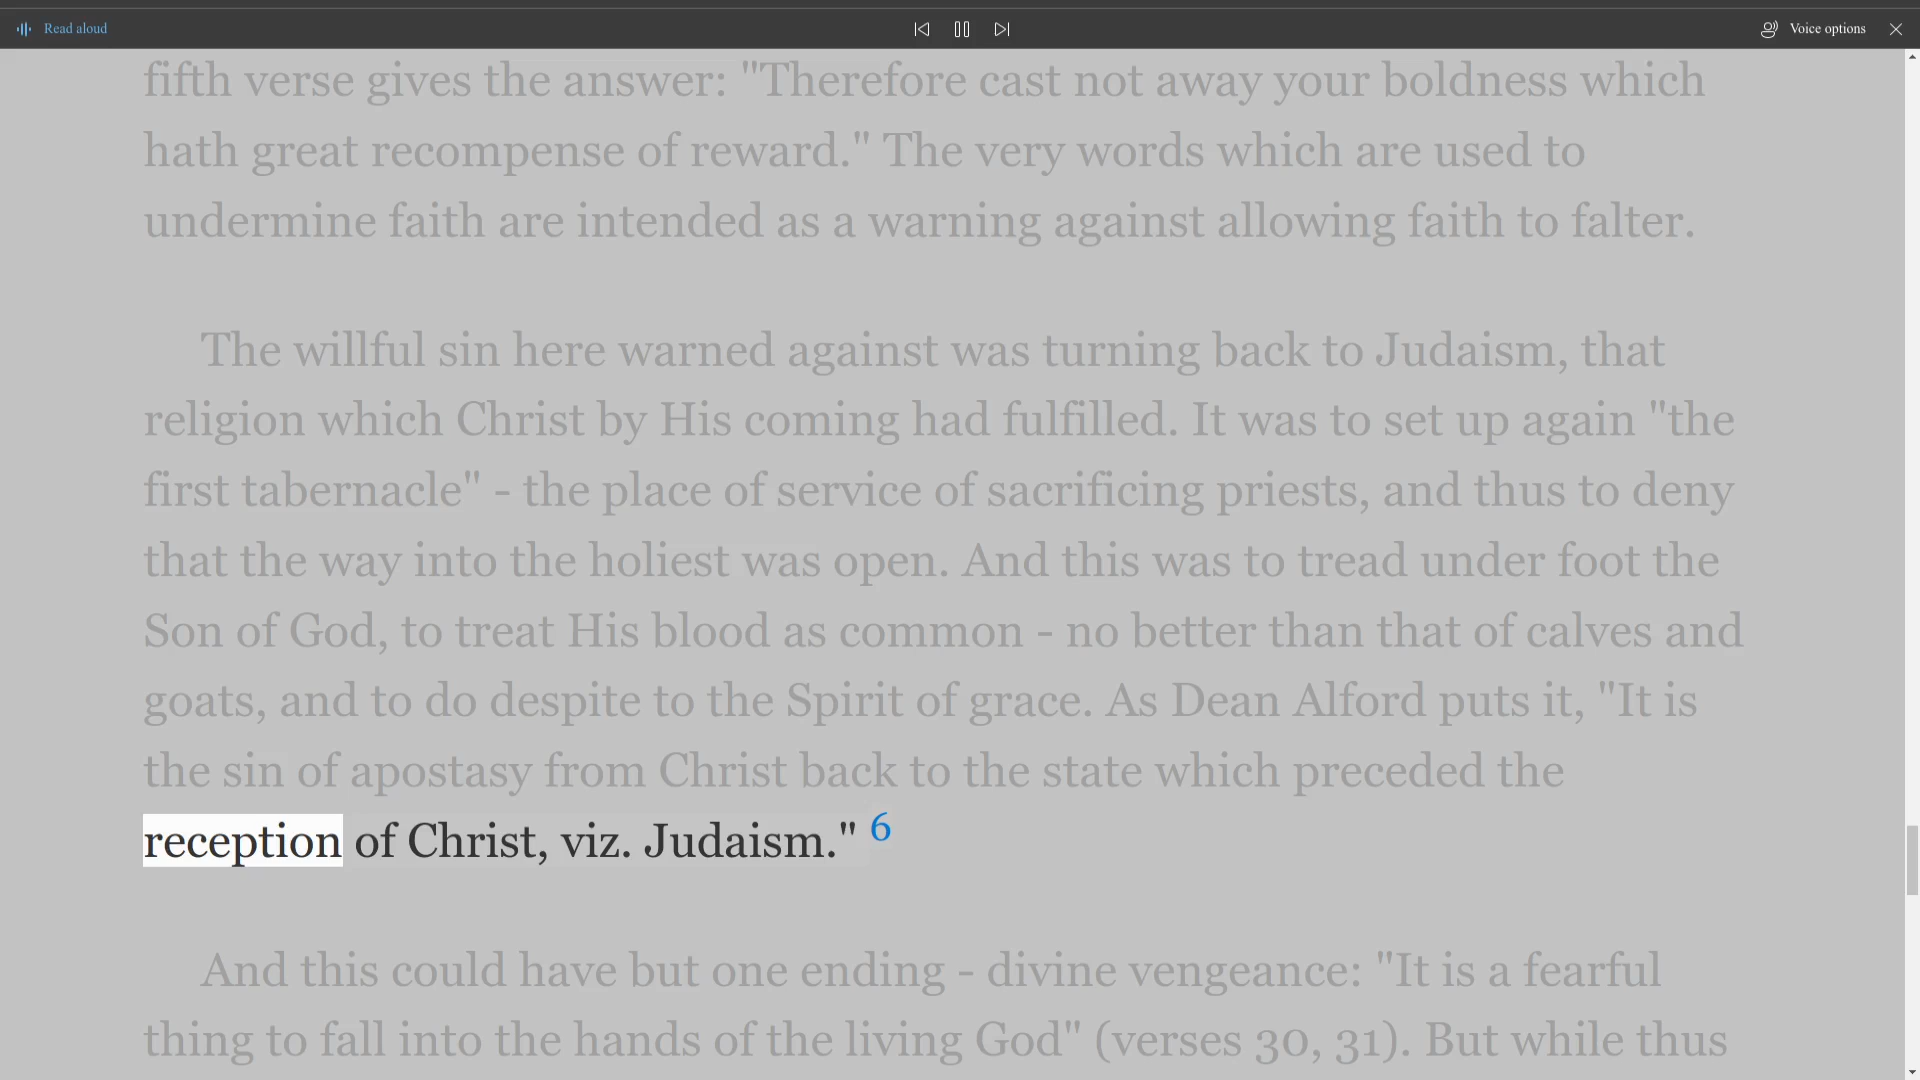 Read aloud
Voice options
fifth verse gives the answer: "Therefore cast not away your boldness which
hath great recompense of reward." The very words which are used to
undermine faith are intended as a warning against allowing faith to falter.
The willful sin here warned against was turning back to Judaism, that
religion which Christ by His coming had fulfilled. It was to set up again "the
first tabernacle" - the place of service of sacrificing priests, and thus to deny
that the way into the holiest was open. And this was to tread under foot the
Son of God, to treat His blood as common - no better than that of calves and
goats, and to do despite to the Spirit of grace. As Dean Alford puts it, "It is
the sin of apostasy from Christ back to the state which preceded the
reception of Christ, viz. Judaism." 6
And this could have but one ending - divine vengeance: "It is a fearful
thing to fall into the hands of the living God" (verses 30, 31). But while thus